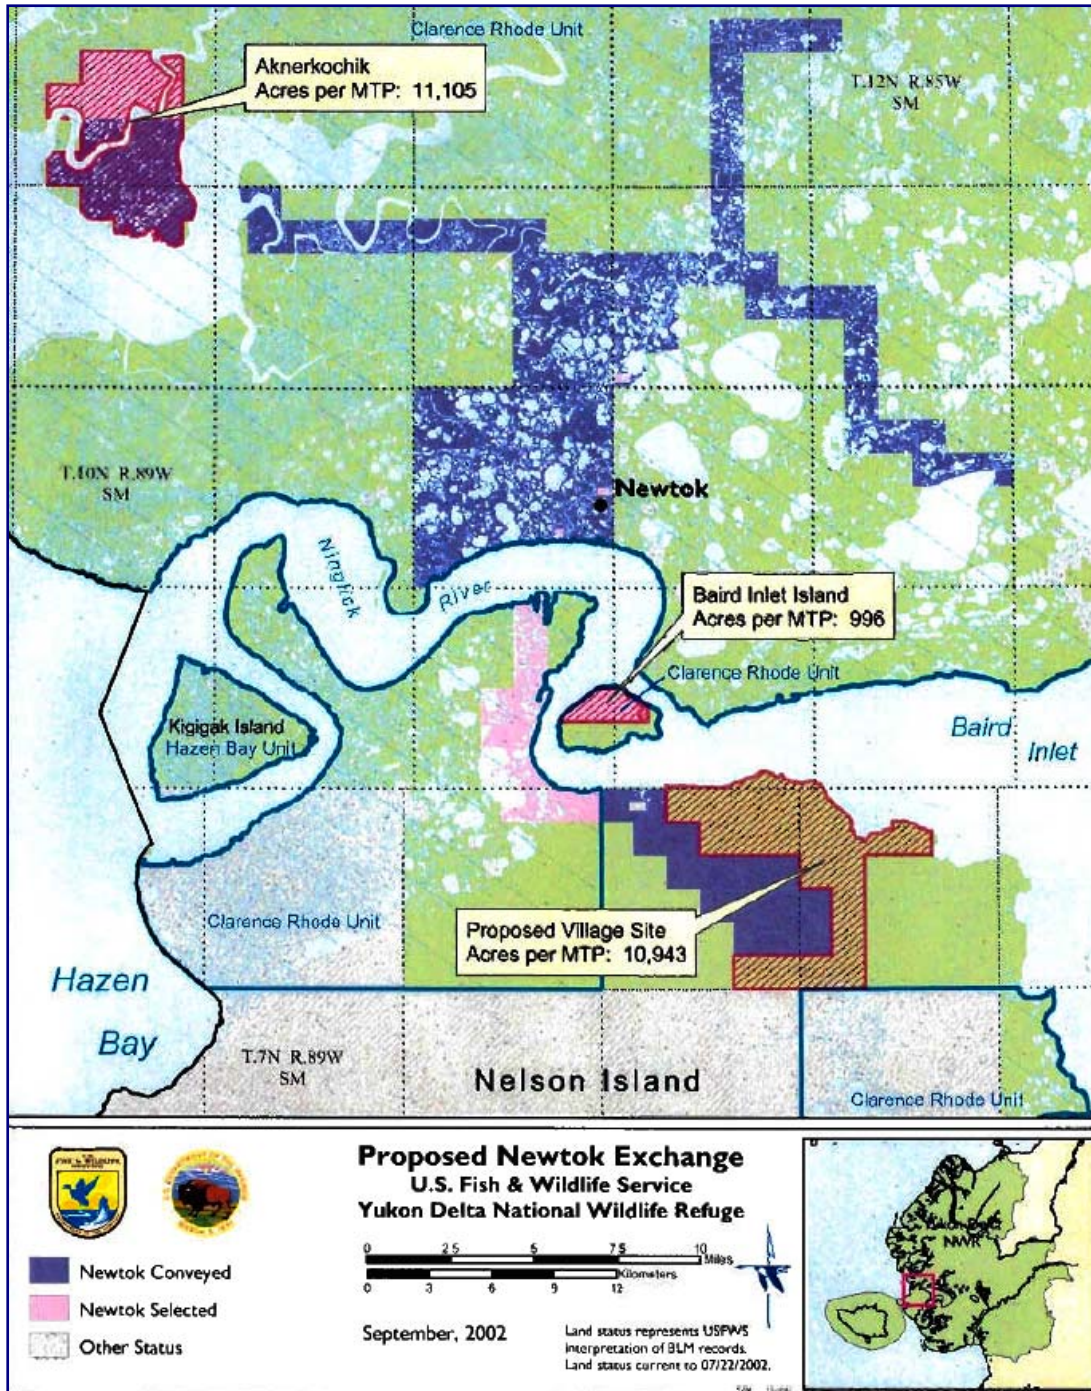 Clarence Rhode Unit
Aknerkochik
Acres per MTP: 11,105
T.12N R.85W
SM
T.10N R.89W
SM
Newtok
Ninglick
River
Baird Inlet Island
Acres per MTP: 996
Clarence Rhode Unit
Kigigak Island
Hazen Bay Unit
Baird
Inlet
Clarence Rhode Unit
Proposed Village Site
Acres per MTP: 10,943
Hazen
Bay
T.7N R.89W
SM
Nelson Island
Clarence Rhode Unit
Proposed Newtok Exchange
U.S. Fish & Wildlife Service
Yukon Delta National Wildlife Refuge
0 2.5 5 7.5 10
Miles
Kilometers
0 3 6 9 12
Newtok Conveyed
Newtok Selected
Other Status
September, 2002
Land status represents USFWS
interpretation of BLM records.
Land status current to 07/22/2002.
NWR